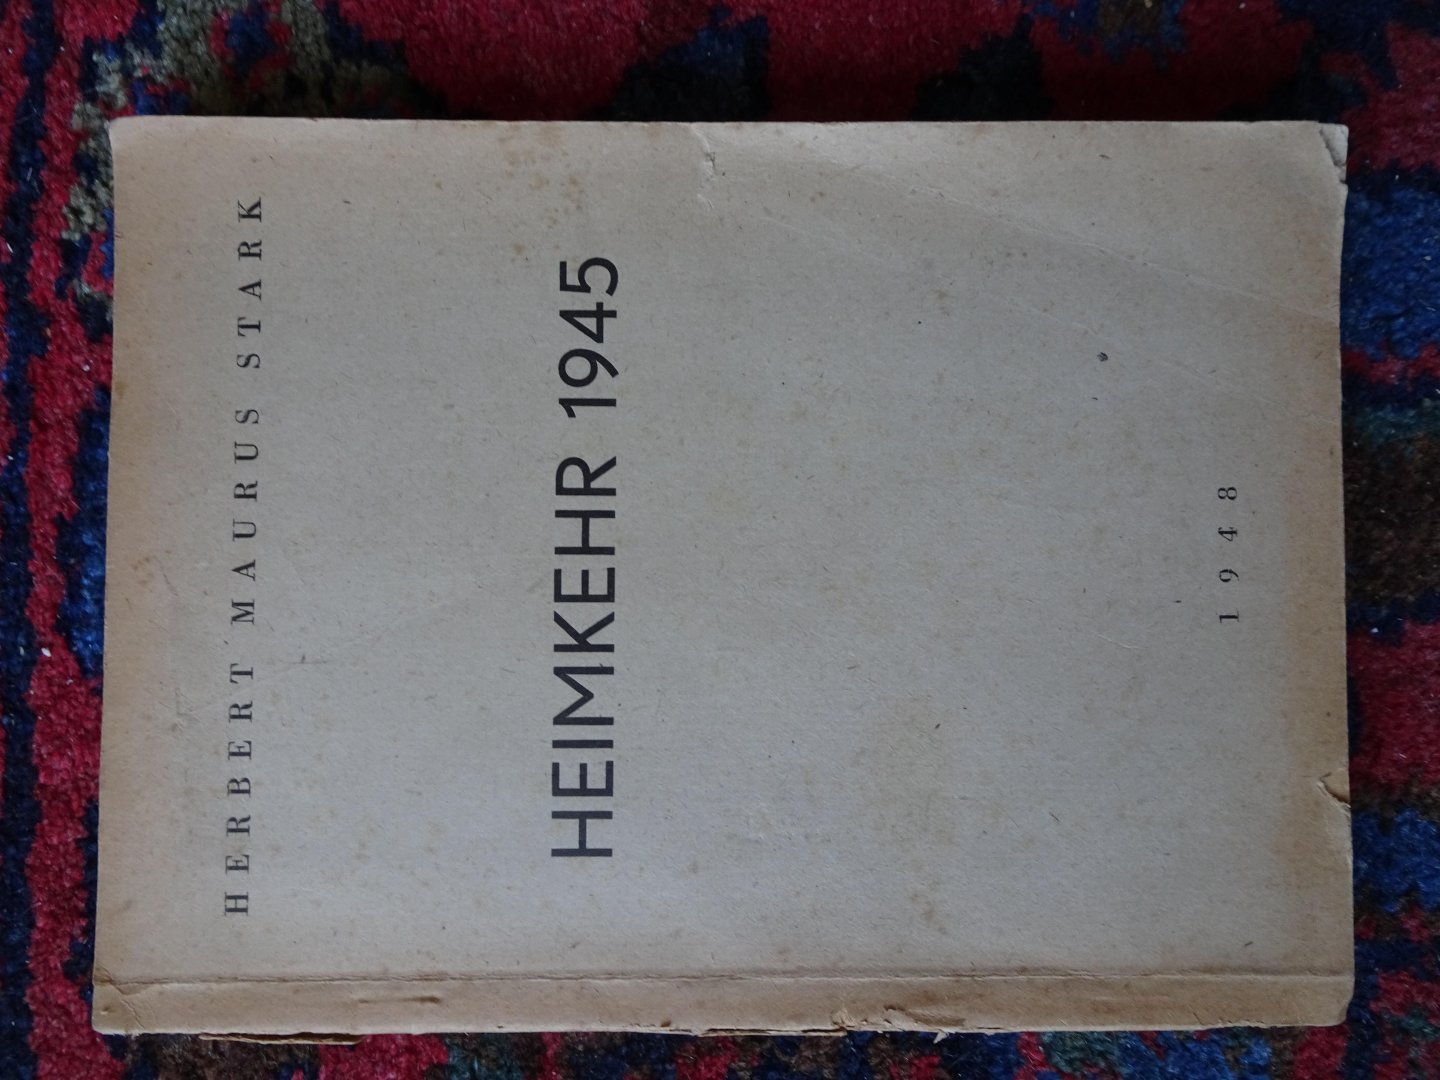 HERBERT MAURUS STARK
HEIMKEHR 1945
1948